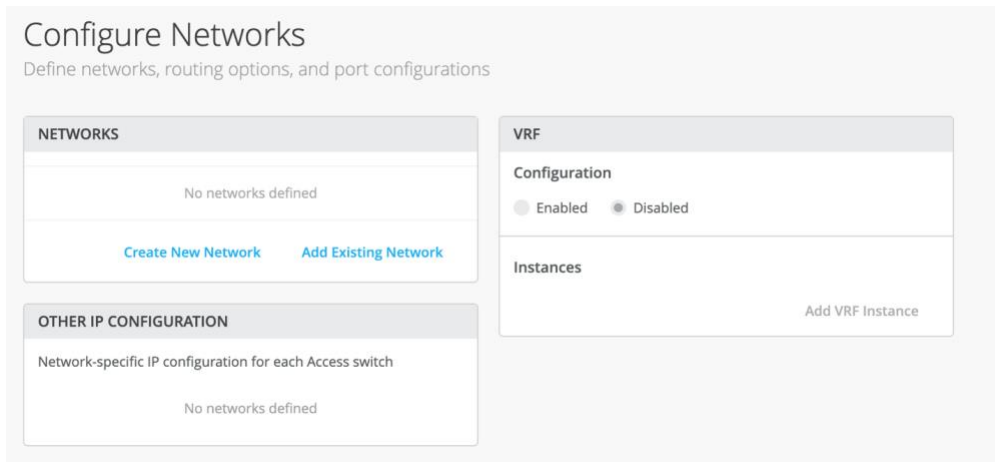 Configure Networks
Define networks, routing options, and port configurations
NETWORKS
No networks defined
Create New Network Add Existing Network
OTHER IP CONFIGURATION
Network-specific IP configuration for each Access switch
No networks defined
VRF
Configuration
Enabled Disabled
Instances
Add VRF Instance